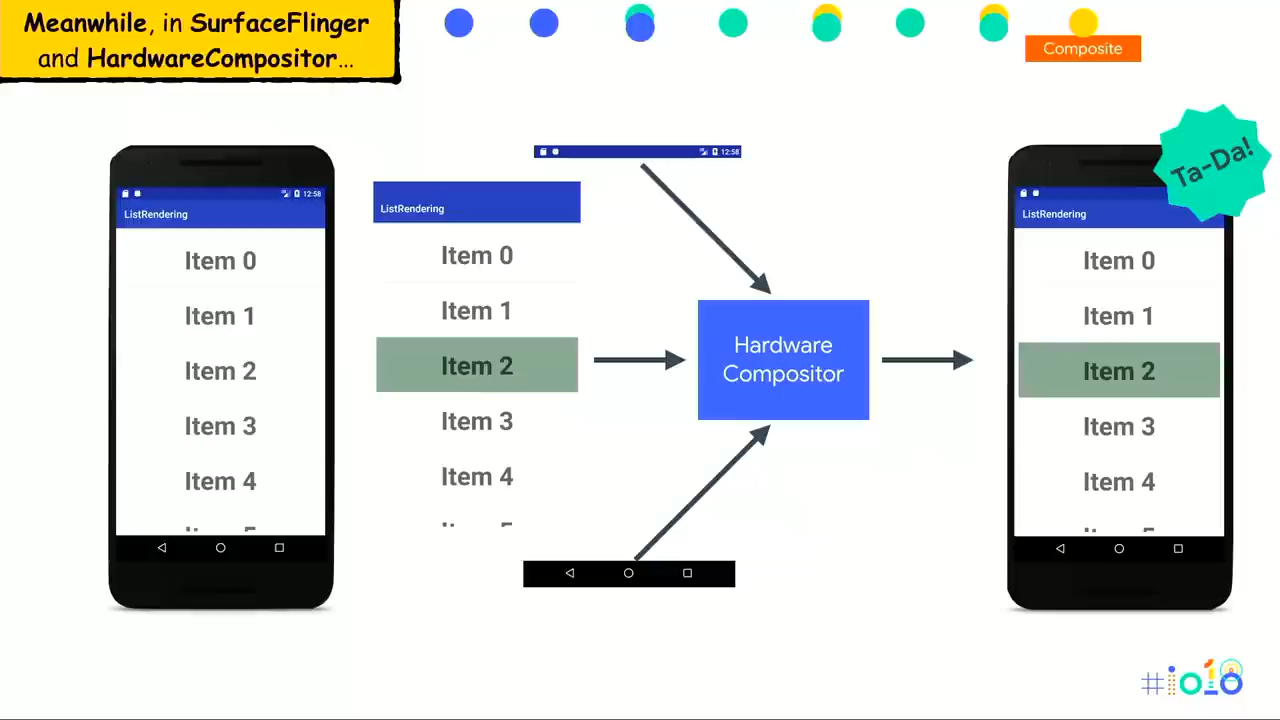 Meanwhile, in SurfaceFlinger
and HardwareCompositor...
Composite
12:58
ListRendering
Item 0
Item 1
Item 2
Item 3
Item 4
12:58
ListRendering
Item 0
Item 1
Item 2
Item 3
Item 4
Hardware
Compositor
Ta-Da!
ListRendering
Item 0
Item 1
Item 2
Item 3
Item 4
#io18